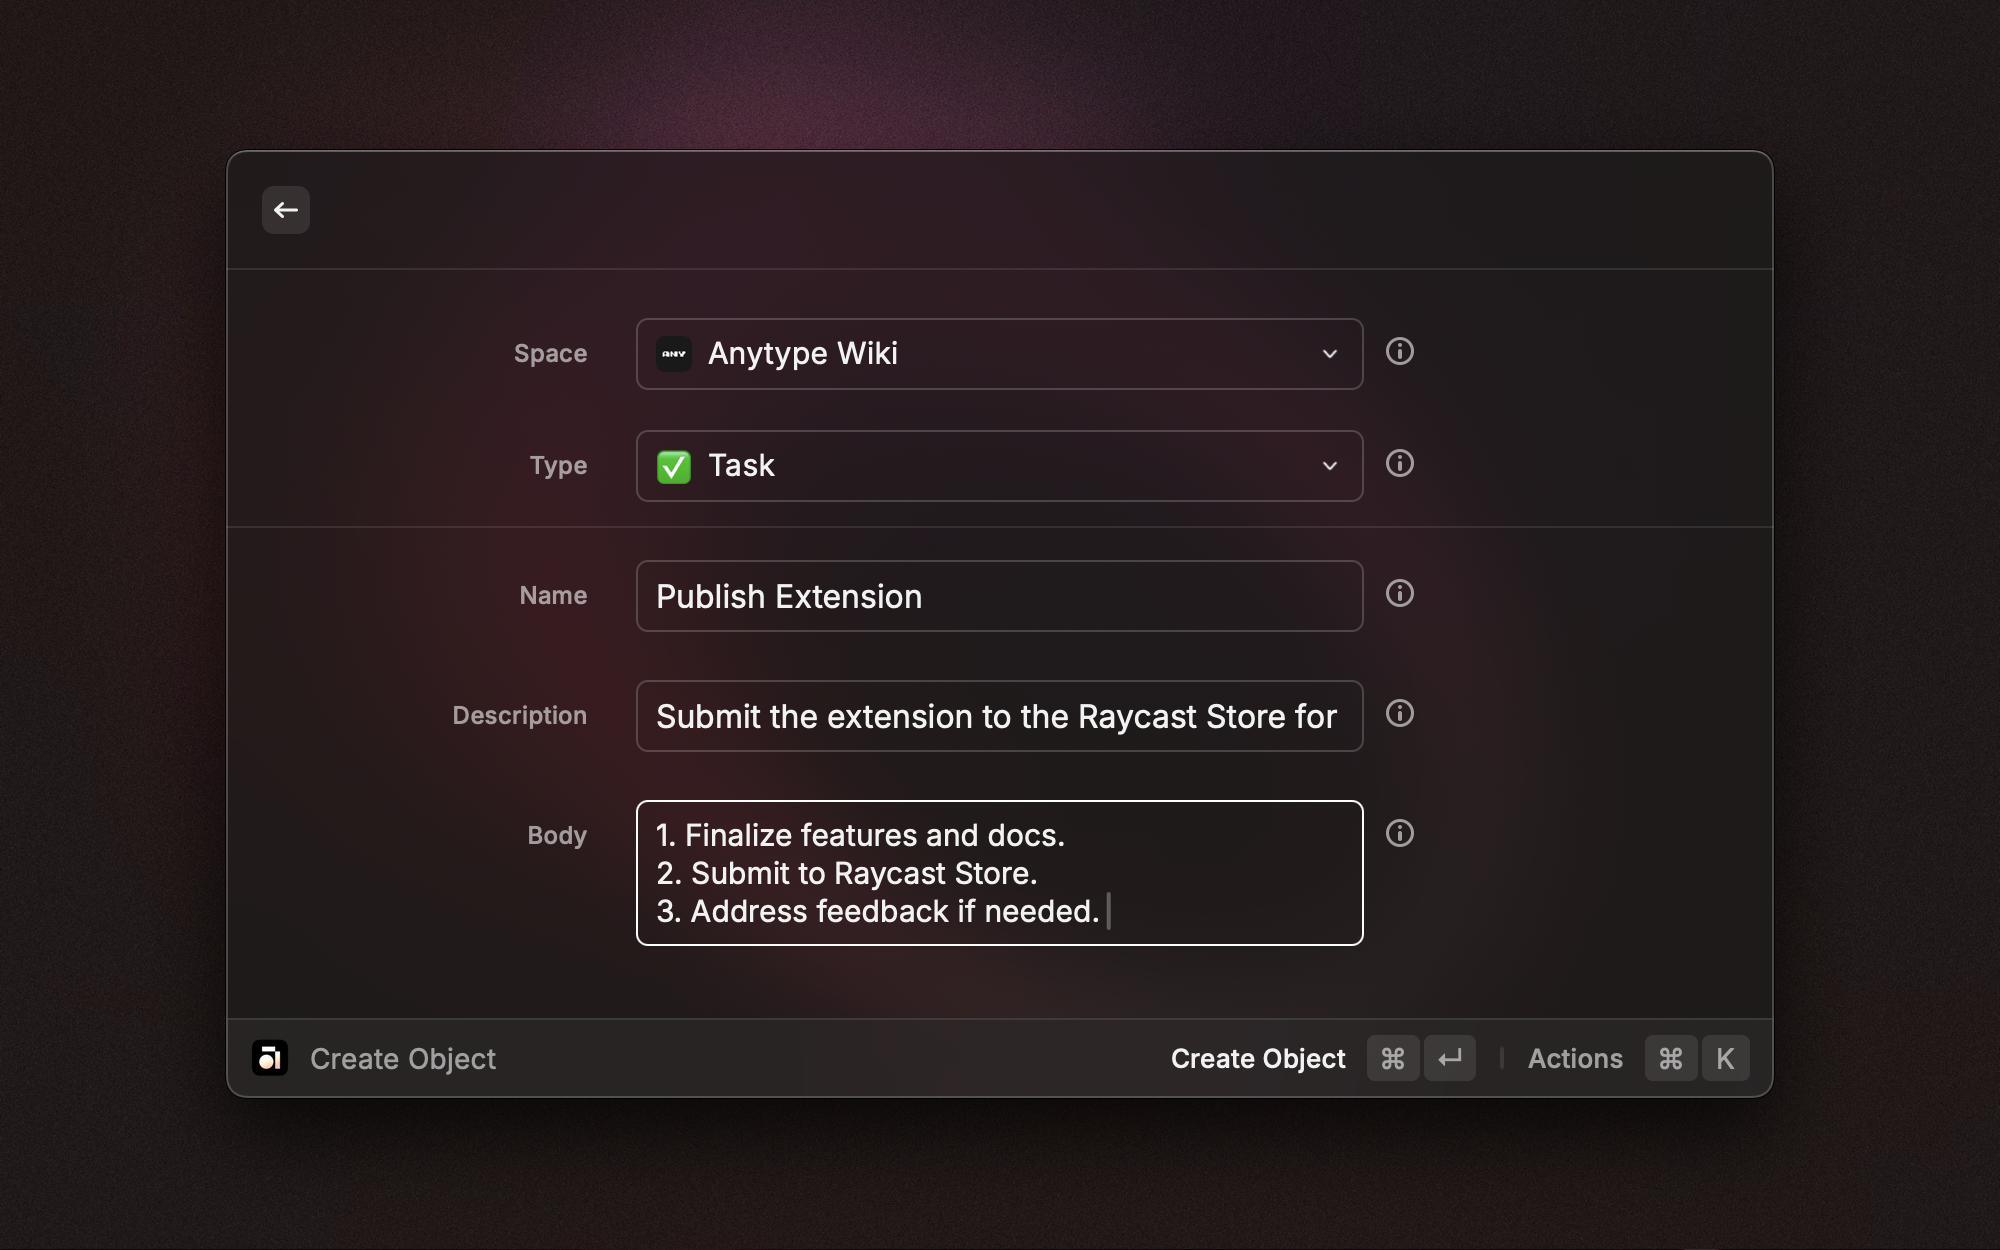 Space
ANY
Anytype Wiki
Type
Task
Name
Publish Extension
Description
Submit the extension to the Raycast Store for
Body
1. Finalize features and docs.
2. Submit to Raycast Store.
3. Address feedback if needed.
Create Object
Create Object ⌘ ↵ Actions ⌘ K